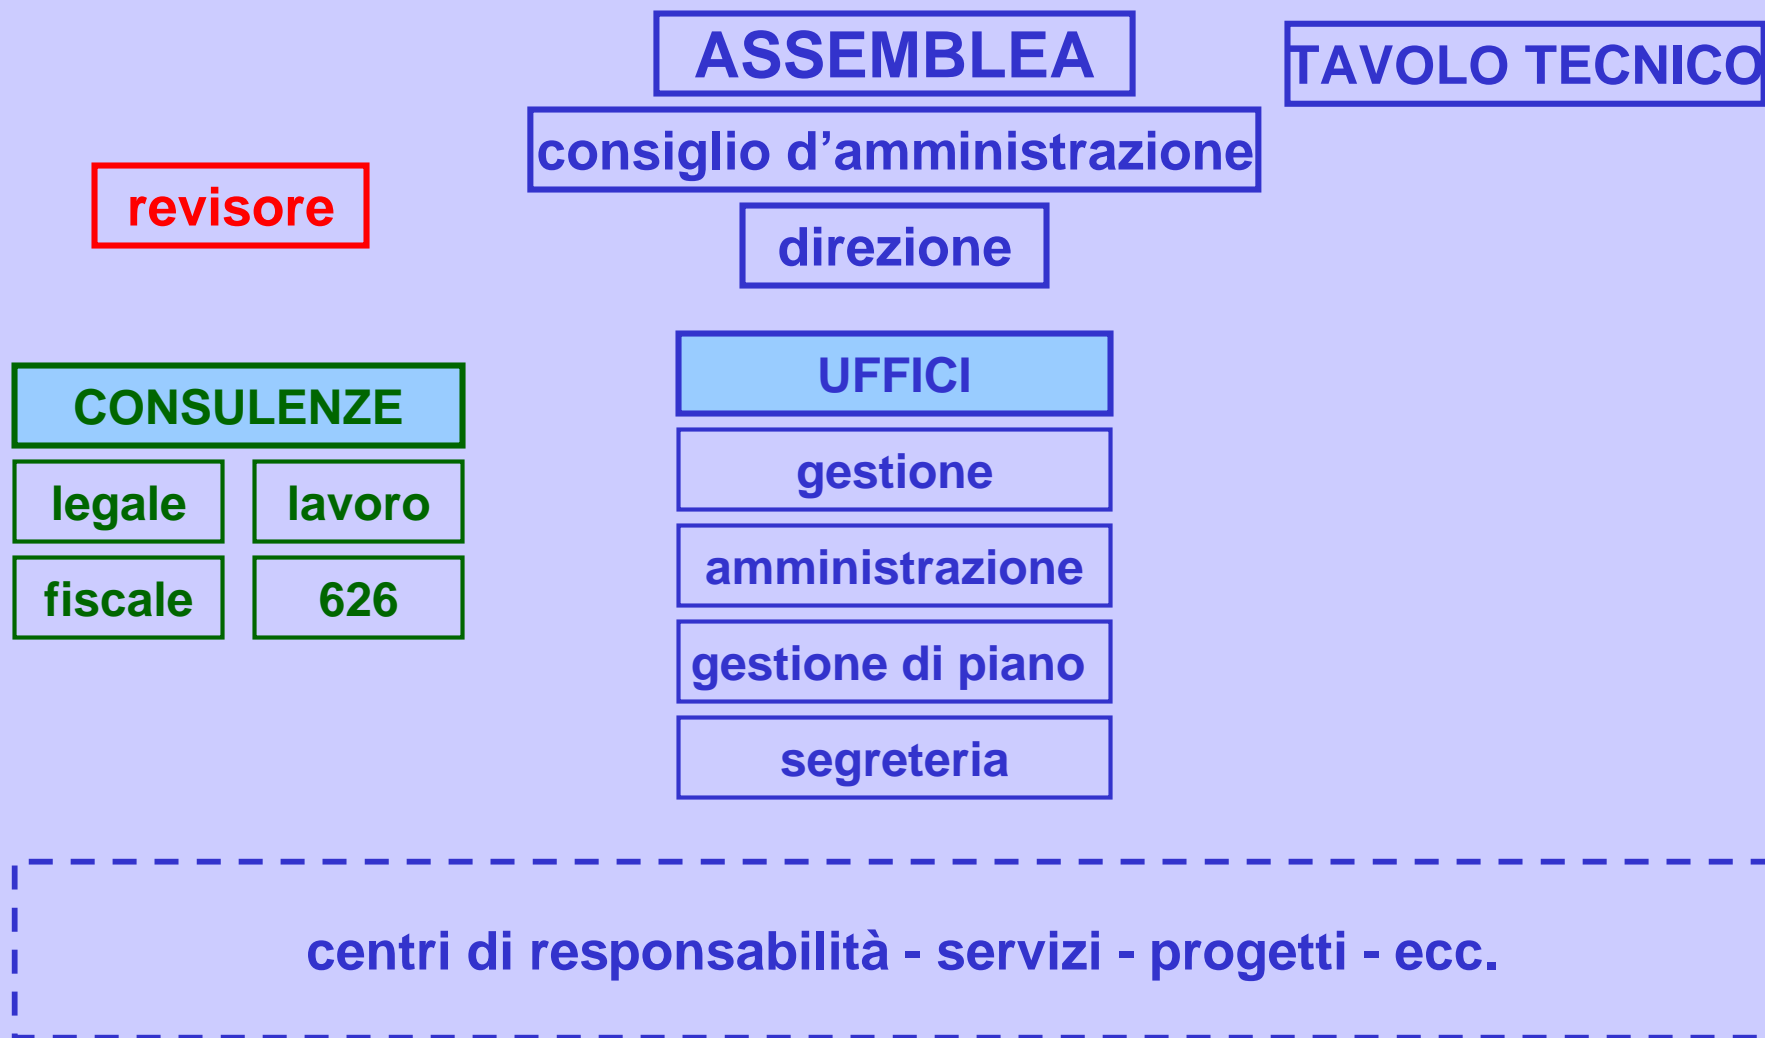 ASSEMBLEA
TAVOLO TECNICO
consiglio d’amministrazione
revisore
direzione
UFFICI
CONSULENZE
gestione
legale
lavoro
amministrazione
fiscale
626
gestione di piano
segreteria
centri di responsabilità - servizi - progetti - ecc.